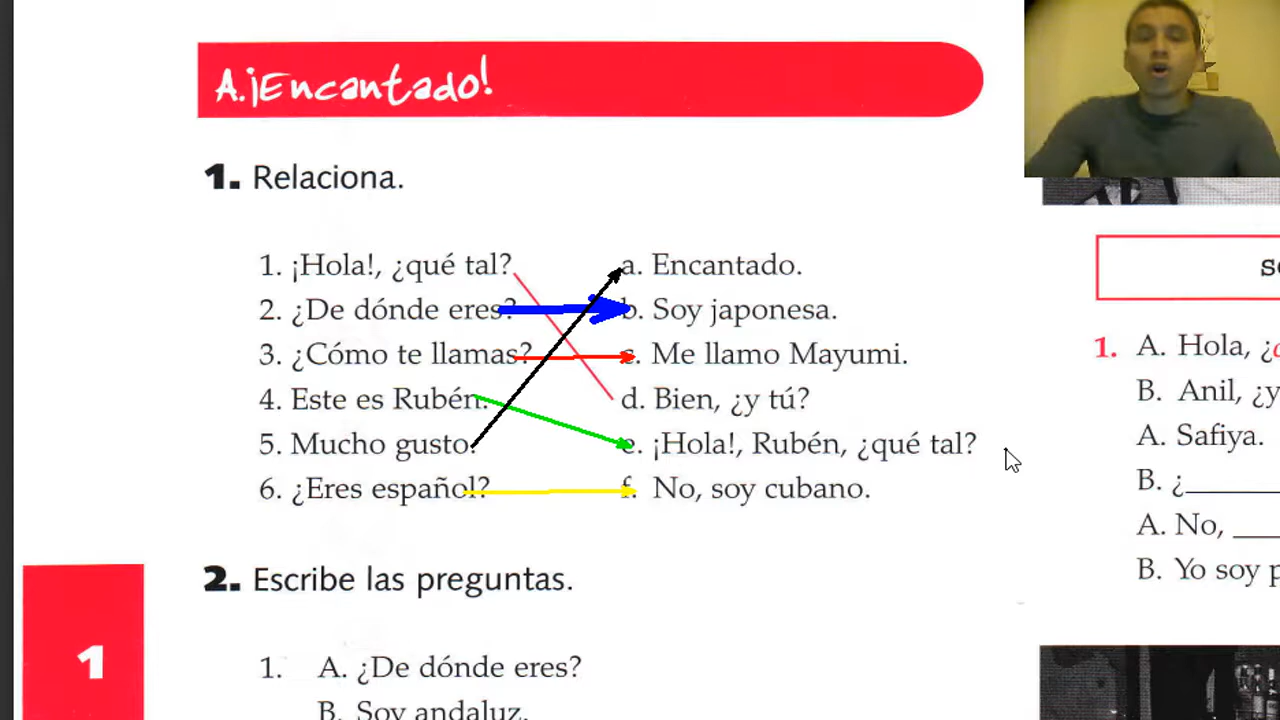 A. ¡Encantado!
1. Relaciona.
1. ¡Hola!, ¿qué tal?
2. ¿De dónde eres?
3. ¿Cómo te llamas?
4. Este es Rubén.
5. Mucho gusto.
6. ¿Eres español?
a. Encantado.
b. Soy japonesa.
c. Me llamo Mayumi.
d. Bien, ¿y tú?
e. ¡Hola!, Rubén, ¿qué tal?
f. No, soy cubano.
2. Escribe las preguntas.
1. A. ¿De dónde eres?
B. Soy andaluz.
1
1. A. Hola, ¿
B. Anil, ¿y
A. Safiya.
B. ¿
A. No,
B. Yo soy